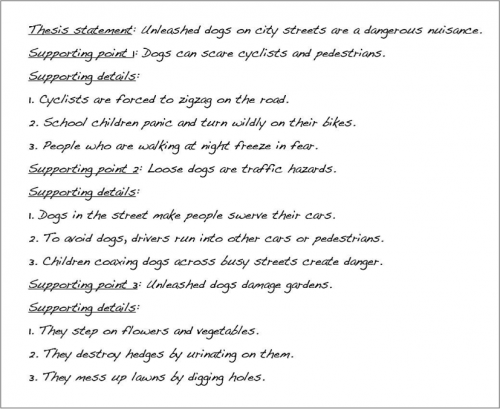 Thesis statement: Unleashed dogs on city streets are a dangerous nuisance.
Supporting point 1: Dogs can scare cyclists and pedestrians.
Supporting details:
1. Cyclists are forced to zigzag on the road.
2. School children panic and turn wildly on their bikes.
3. People who are walking at night freeze in fear.
Supporting point 2: Loose dogs are traffic hazards.
Supporting details:
1. Dogs in the street make people swerve their cars.
2. To avoid dogs, drivers run into other cars or pedestrians.
3. Children coaxing dogs across busy streets create danger.
Supporting point 3: Unleashed dogs damage gardens.
Supporting details:
1. They step on flowers and vegetables.
2. They destroy hedges by urinating on them.
3. They mess up lawns by digging holes.